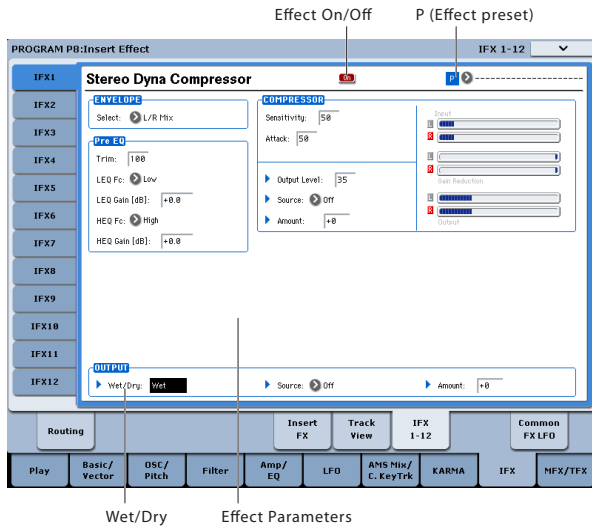 Effect On/Off
P (Effect preset)
PROGRAM P8:Insert Effect
IFX 1-12
IFX1
IFX2
IFX3
IFX4
IFX5
IFX6
IFX7
IFX8
IFX9
IFX10
IFX11
IFX12
Stereo Dyna Compressor
On
P
--------------------
ENVELOPE
Select: L/R Mix
Pre EQ
Trim: 100
LEQ Fc: Low
LEQ Gain [dB]: +0.0
HEQ Fc: High
HEQ Gain [dB]: +0.0
COMPRESSOR
Sensitivity: 50
Attack: 50
Output Level: 35
Source: Off
Amount: +0
Input
L
R
L
R
Gain Reduction
L
R
Output
OUTPUT
Wet/Dry: Wet
Source: Off
Amount: +0
Routing
Insert FX
Track View
IFX 1-12
Common FX LFO
Play
Basic/ Vector
OSC/ Pitch
Filter
Amp/ EQ
LFO
AMS Mix/ C. KeyTrk
KARMA
IFX
MFX/TFX
Wet/Dry
Effect Parameters